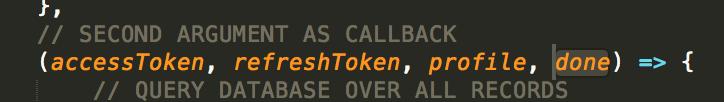 },
// SECOND ARGUMENT AS CALLBACK
(accessToken, refreshToken, profile, done) => {
// QUERY DATABASE OVER ALL RECORDS